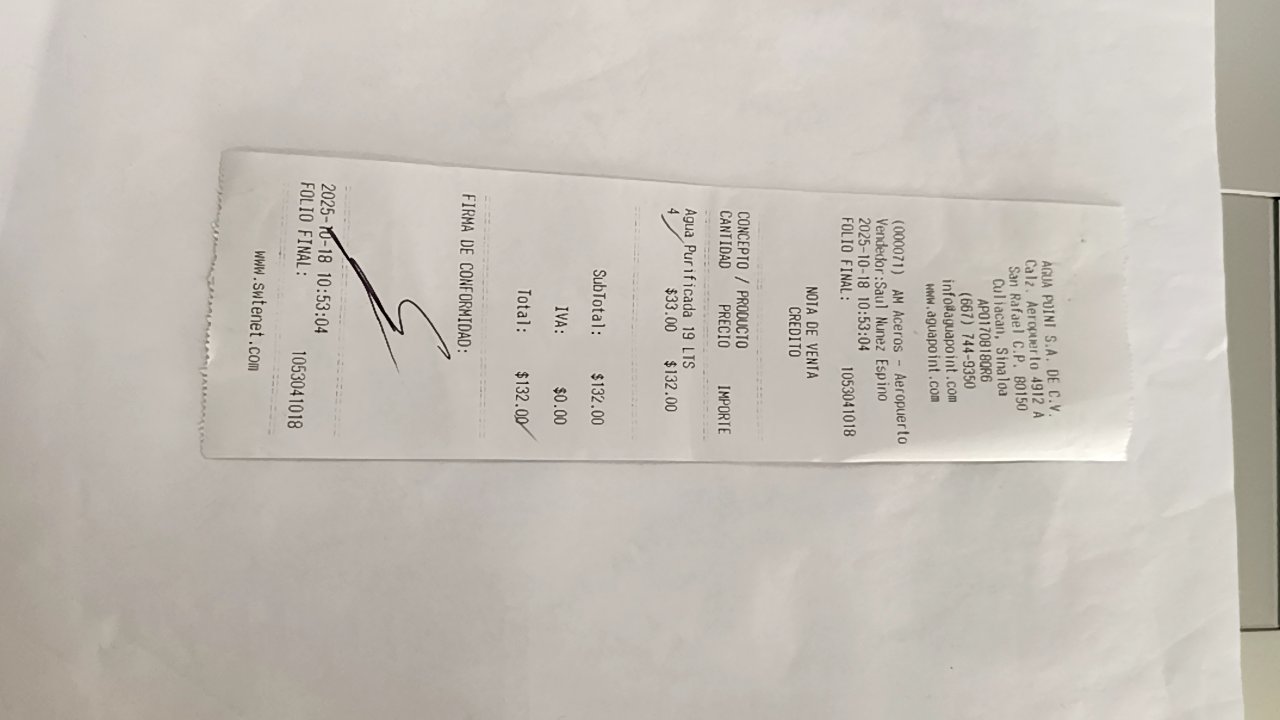 AGUA POINT S.A. DE C.V.
Calz. Aeropuerto 4912 A
San Rafael C.P. 80150
Culiacan, Sinaloa
APO1708180R6
(667) 744-9350
info@aguapoint.com
www.aguapoint.com
(000071) AM Aceros - Aeropuerto
Vendedor:Saul Nunez Espino
2025-10-18 10:53:04
FOLIO FINAL: 1053041018
NOTA DE VENTA
CREDITO
CONCEPTO / PRODUCTO
CANTIDAD PRECIO IMPORTE
Agua Purificada 19 LTS
4 $33.00 $132.00
SubTotal: $132.00
IVA: $0.00
Total: $132.00
FIRMA DE CONFORMIDAD:
2025-10-18 10:53:04
FOLIO FINAL: 1053041018
www.swtenet.com